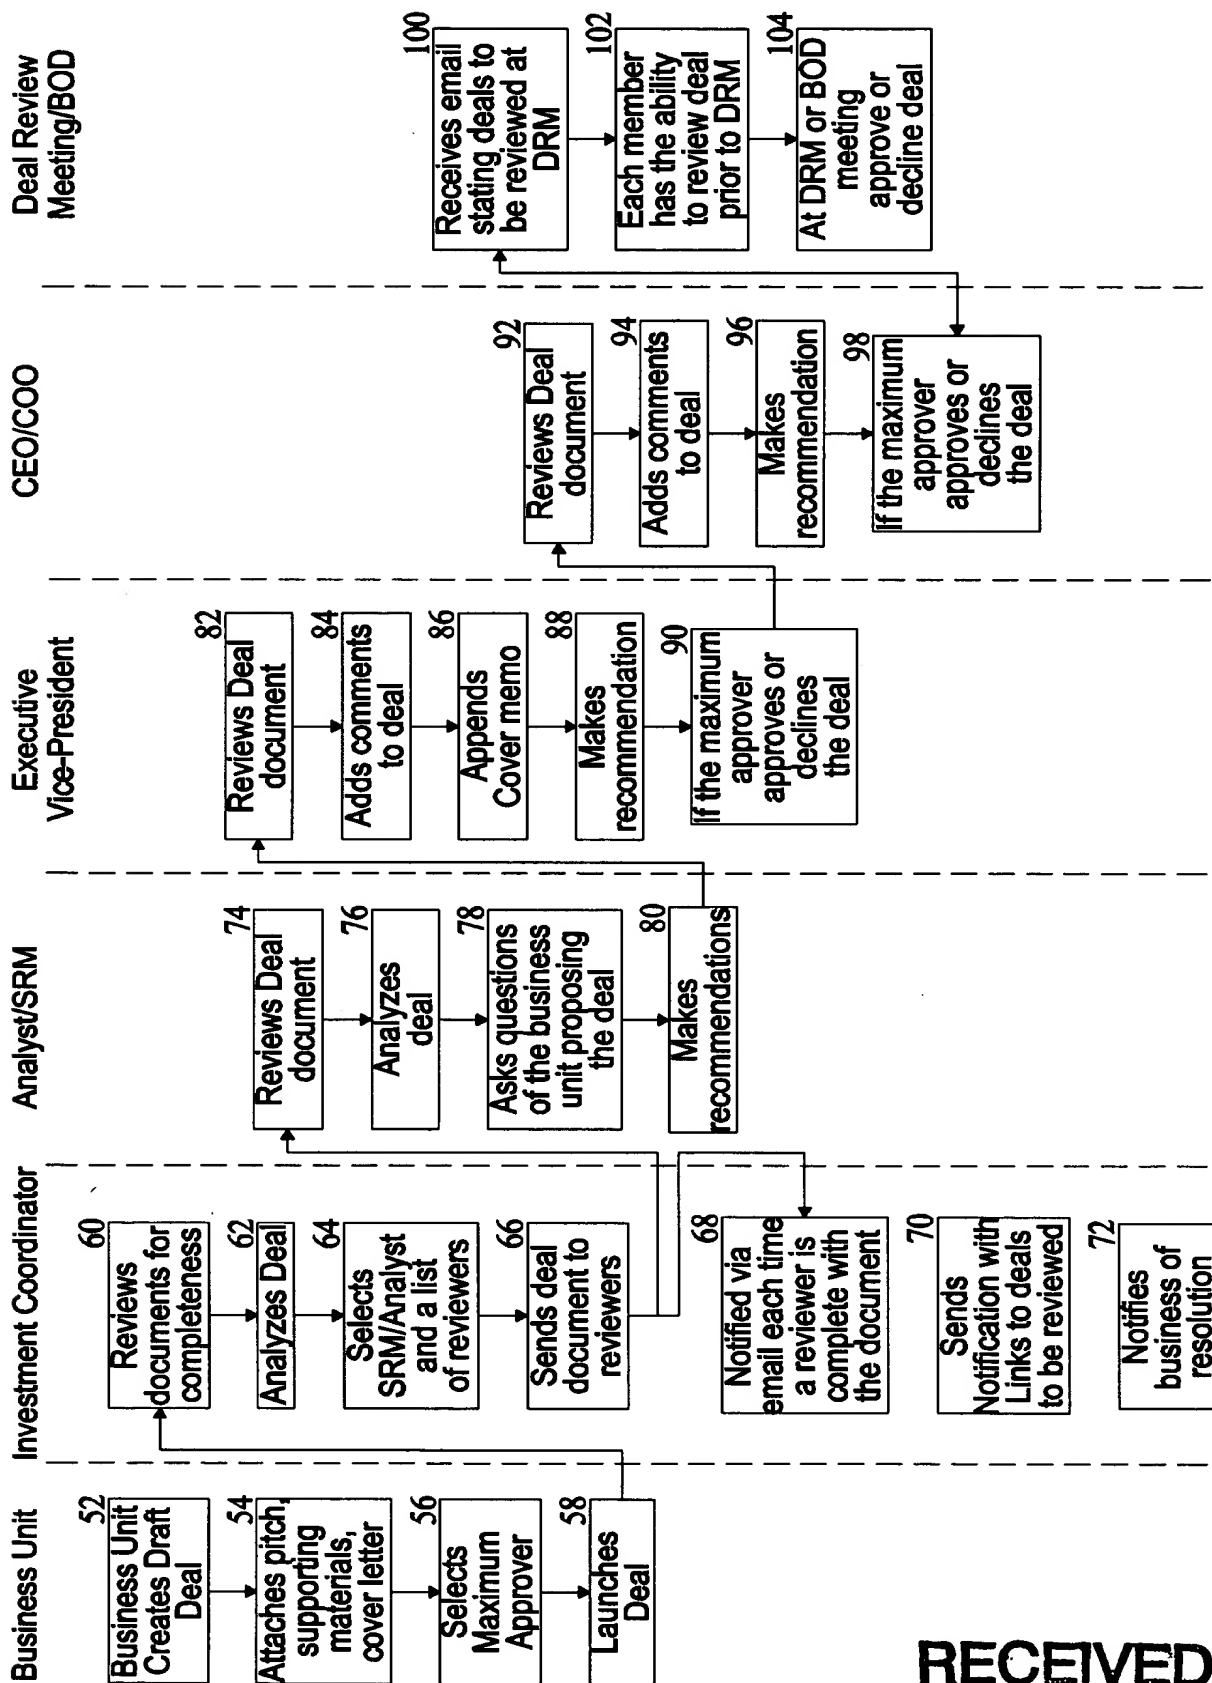 Business Unit
52
Business Unit
Creates Draft
Deal
54
Attaches pitch,
supporting
materials,
cover letter
56
Selects
Maximum
Approver
58
Launches
Deal
Investment Coordinator
60
Reviews
documents for
completeness
62
Analyzes Deal
64
Selects
SRM/Analyst
and a list
of reviewers
66
Sends deal
document to
reviewers
68
Notified via
email each time
a reviewer is
complete with
the document
70
Sends
Notification with
Links to deals
to be reviewed
72
Notifies
business of
resolution
Analyst/SRM
74
Reviews Deal
document
76
Analyzes
deal
78
Asks questions
of the business
unit proposing
the deal
80
Makes
recommendations
Executive
Vice-President
82
Reviews Deal
document
84
Adds comments
to deal
86
Appends
Cover memo
88
Makes
recommendation
90
If the maximum
approver
approves or
declines
the deal
CEO/COO
92
Reviews Deal
document
94
Adds comments
to deal
96
Makes
recommendation
98
If the maximum
approver
approves or
declines
the deal
Deal Review
Meeting/BOD
100
Receives email
stating deals to
be reviewed at
DRM
102
Each member
has the ability
to review deal
prior to DRM
104
At DRM or BOD
meeting
approve or
decline deal
RECEIVED